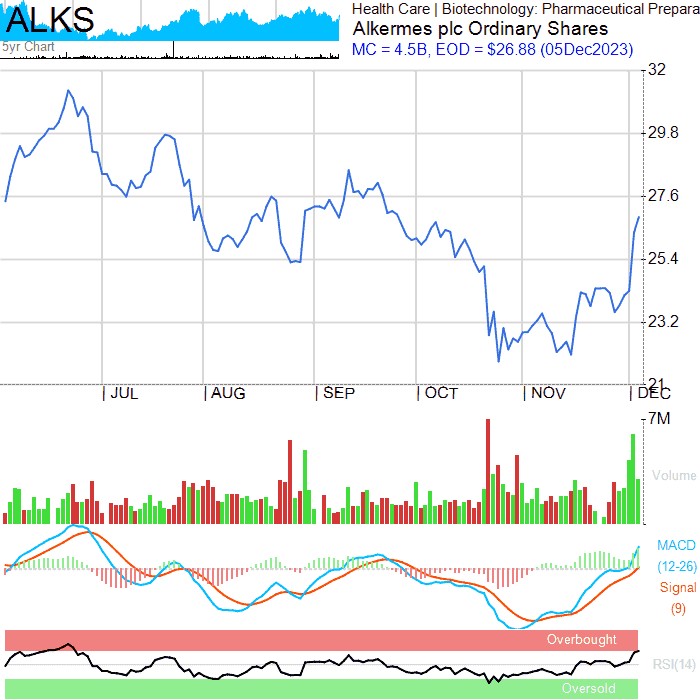 ALKS
5yr Chart
Health Care | Biotechnology: Pharmaceutical Prepara
Alkermes plc Ordinary Shares
MC = 4.5B, EOD = $26.88 (05Dec2023)
32
29.8
27.6
25.4
23.2
21
JUL
AUG
SEP
OCT
NOV
DEC
7M
Volume
MACD
(12-26)
Signal
(9)
Overbought
RSI(14)
Oversold